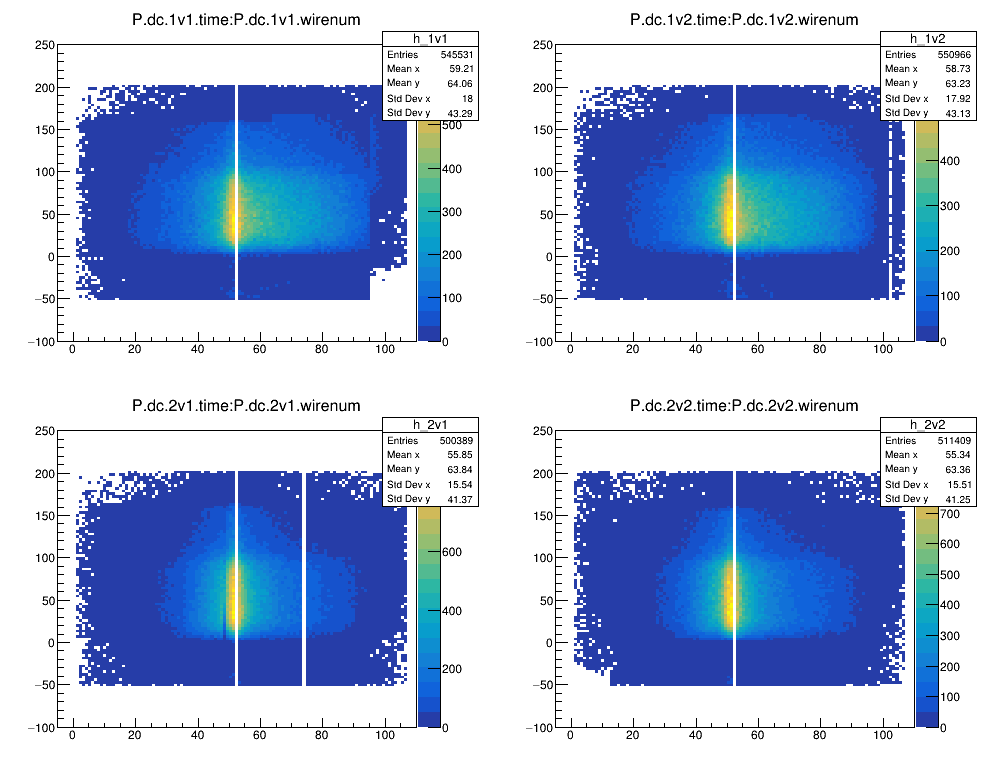 P.dc.1v1.time:P.dc.1v1.wirenum
h_1v1
Entries 545531
Mean x 59.21
Mean y 64.06
Std Dev x 18
Std Dev y 43.29
250
200
150
100
50
0
−50
−100
0 20 40 60 80 100
500
400
300
200
100
0
P.dc.1v2.time:P.dc.1v2.wirenum
h_1v2
Entries 550966
Mean x 58.73
Mean y 63.23
Std Dev x 17.92
Std Dev y 43.13
250
200
150
100
50
0
−50
−100
0 20 40 60 80 100
400
300
200
100
0
P.dc.2v1.time:P.dc.2v1.wirenum
h_2v1
Entries 500389
Mean x 55.85
Mean y 63.84
Std Dev x 15.54
Std Dev y 41.37
250
200
150
100
50
0
−50
−100
0 20 40 60 80 100
600
400
200
0
P.dc.2v2.time:P.dc.2v2.wirenum
h_2v2
Entries 511409
Mean x 55.34
Mean y 63.36
Std Dev x 15.51
Std Dev y 41.25
250
200
150
100
50
0
−50
−100
0 20 40 60 80 100
700
600
500
400
300
200
100
0